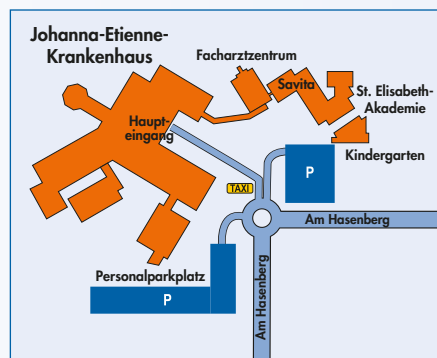 Johanna-Etienne-
Krankenhaus
Facharztzentrum
Savita
St. Elisabeth-
Akademie
Haupt-
eingang
Kindergarten
P
TAXI
Am Hasenberg
Personalparkplatz
P
Am Hasenberg